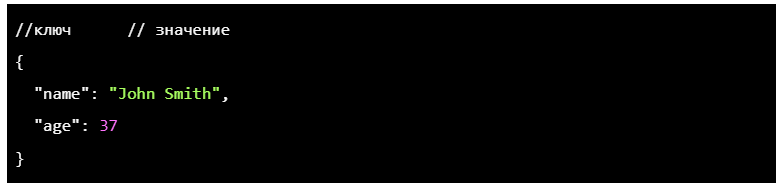 //ключ      // значение
{
  "name": "John Smith",
  "age": 37
}